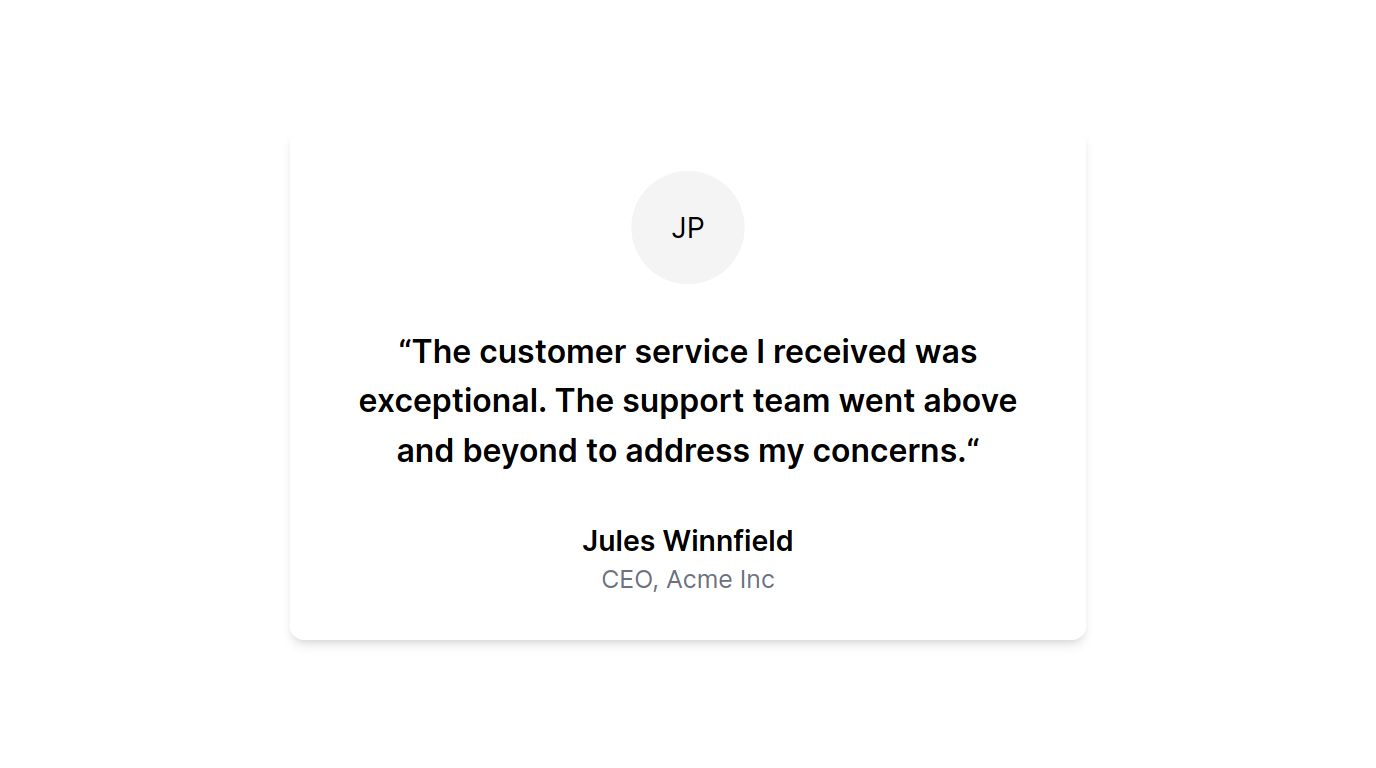 JP
“The customer service I received was
exceptional. The support team went above
and beyond to address my concerns.“
Jules Winnfield
CEO, Acme Inc